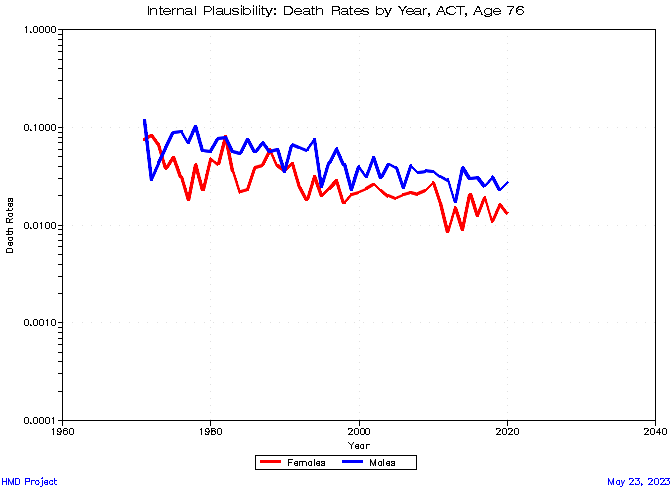 Internal Plausibility: Death Rates by Year, ACT, Age 76
1.0000
0.1000
0.0100
0.0010
0.0001
Death Rates
1960
1980
2000
2020
2040
Year
Females
Males
HMD Project
May 23, 2023